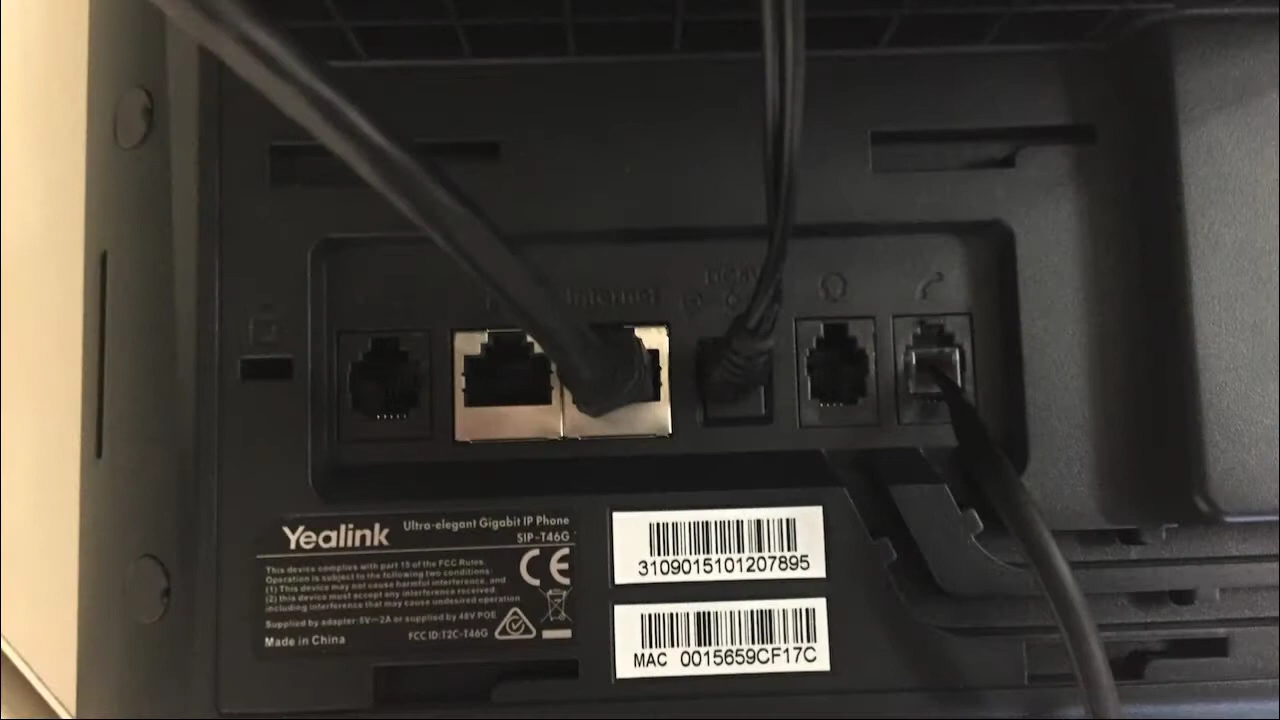 Internet
Yealink
Ultra-elegant Gigabit IP Phone
SIP-T46G
This device complies with part 15 of the FCC Rules.
Operation is subject to the following two conditions:
(1) This device may not cause harmful interference, and
(2) this device must accept any interference received,
including interference that may cause undesired operation
Supplied by adapter 5V⎓2A or supplied by 48V POE
Made in China
FCC ID:T2C-T46G
CE
3109015101207895
MAC 0015659CF17C